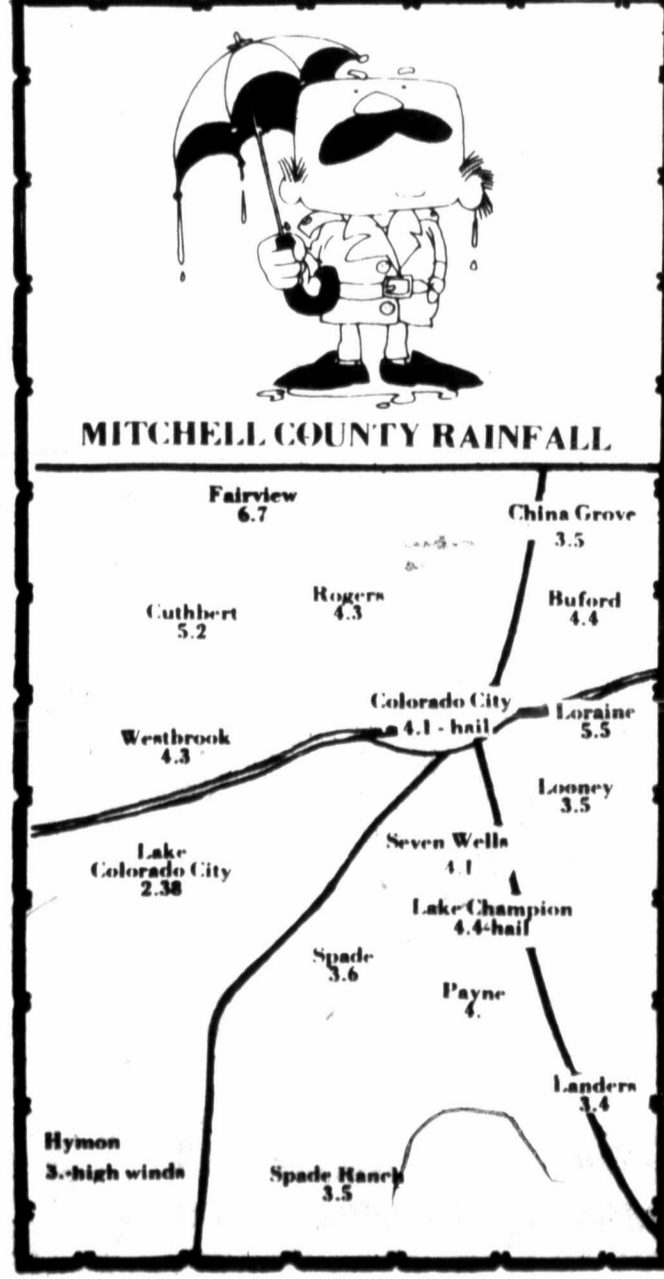 MITCHELL COUNTY RAINFALL
Fairview
6.7
China Grove
3.5
Rogers
4.3
Buford
4.4
Cuthbert
5.2
Colorado City
4.1 - hail
Loraine
5.5
Westbrook
4.3
Looney
3.5
Seven Wells
4.1
Lake
Colorado City
2.38
Lake Champion
4.4-hail
Spade
3.6
Payne
4.
Landers
3.4
Hymon
3.-high winds
Spade Ranch
3.5